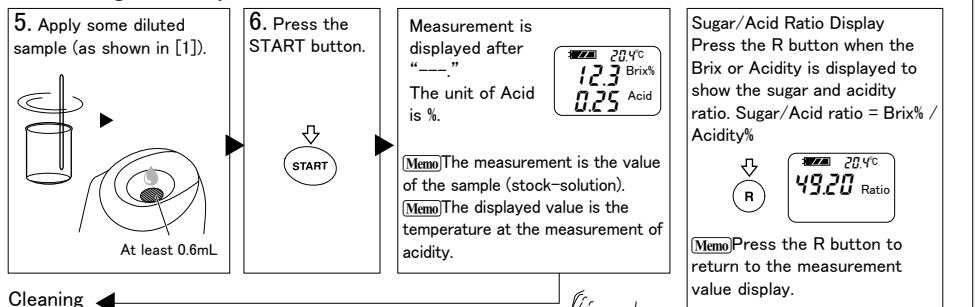 5. Apply some diluted
sample (as shown in [1]).
At least 0.6mL
6. Press the
START button.
START
Measurement is
displayed after
“---.”
The unit of Acid
is %.
20.4℃
12.3 Brix%
0.25 Acid
Memo The measurement is the value
of the sample (stock-solution).
Memo The displayed value is the
temperature at the measurement of
acidity.
Sugar/Acid Ratio Display
Press the R button when the
Brix or Acidity is displayed to
show the sugar and acidity
ratio. Sugar/Acid ratio = Brix% /
Acidity%
R
20.4℃
49.20 Ratio
Memo Press the R button to
return to the measurement
value display.
Cleaning